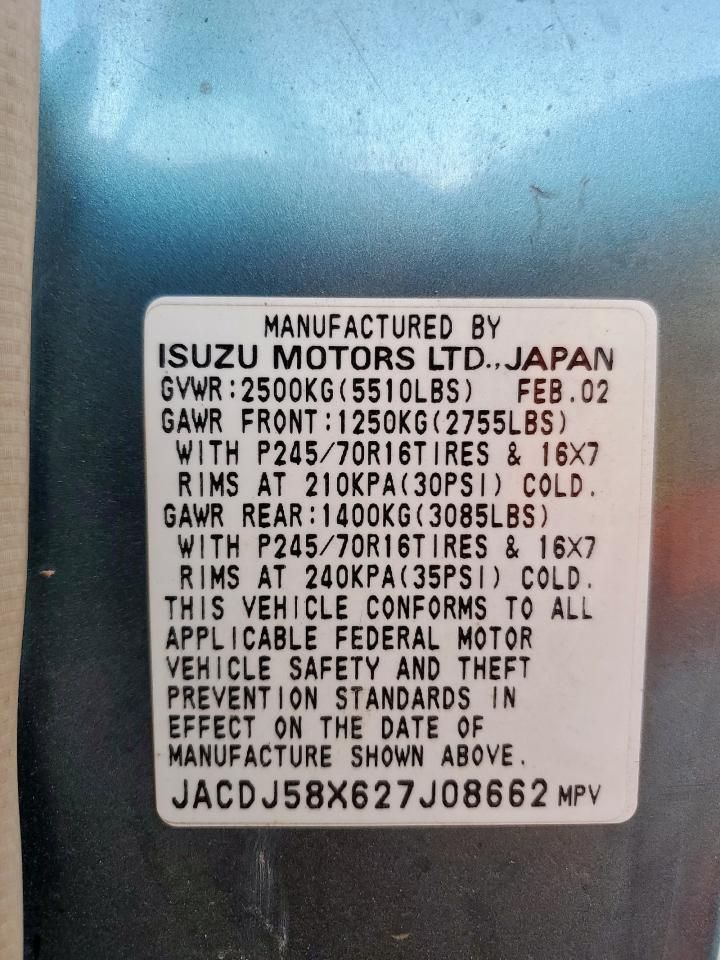 MANUFACTURED BY
ISUZU MOTORS LTD., JAPAN
GVWR:2500KG(5510LBS) FEB.02
GAWR FRONT:1250KG(2755LBS)
WITH P245/70R16TIRES & 16X7
RIMS AT 210KPA(30PSI) COLD.
GAWR REAR:1400KG(3085LBS)
WITH P245/70R16TIRES & 16X7
RIMS AT 240KPA(35PSI) COLD.
THIS VEHICLE CONFORMS TO ALL
APPLICABLE FEDERAL MOTOR
VEHICLE SAFETY AND THEFT
PREVENTION STANDARDS IN
EFFECT ON THE DATE OF
MANUFACTURE SHOWN ABOVE.
JACDJ58X627J08662 MPV